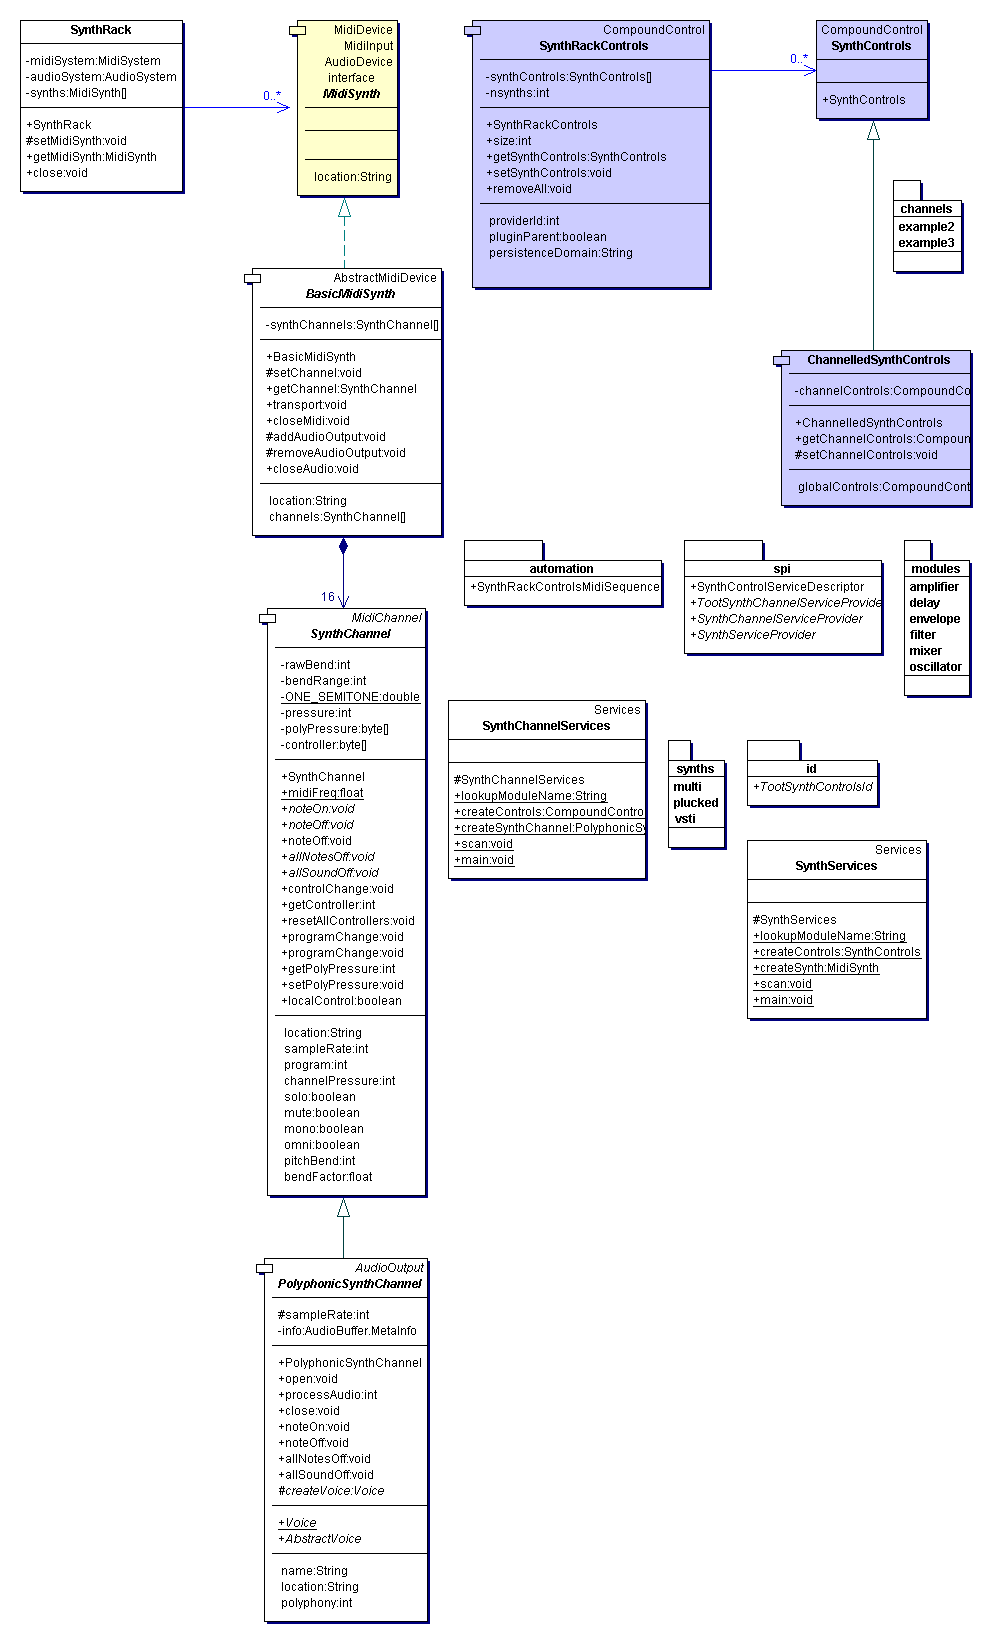 SynthRack
-midiSystem:MidiSystem
-audioSystem:AudioSystem
-synths:MidiSynth[]
+SynthRack
#setMidiSynth:void
+getMidiSynth:MidiSynth
+close:void
0..*
MidiDevice
MidiInput
AudioDevice
interface
MidiSynth
location:String
CompoundControl
SynthRackControls
-synthControls:SynthControls[]
-nsynths:int
+SynthRackControls
+size:int
+getSynthControls:SynthControls
+setSynthControls:void
+removeAll:void
providerId:int
pluginParent:boolean
persistenceDomain:String
0..*
CompoundControl
SynthControls
+SynthControls
channels
example2
example3
AbstractMidiDevice
BasicMidiSynth
-synthChannels:SynthChannel[]
+BasicMidiSynth
#setChannel:void
+getChannel:SynthChannel
+transport:void
+closeMidi:void
#addAudioOutput:void
#removeAudioOutput:void
+closeAudio:void
location:String
channels:SynthChannel[]
ChannelledSynthControls
-channelControls:CompoundCo
+ChannelledSynthControls
+getChannelControls:Compoun
#setChannelControls:void
globalControls:CompoundCont
16
automation
+SynthRackControlsMidiSequence
spi
+SynthControlServiceDescriptor
+TootSynthChannelServiceProvide
+SynthChannelServiceProvider
+SynthServiceProvider
modules
amplifier
delay
envelope
filter
mixer
oscillator
MidiChannel
SynthChannel
-rawBend:int
-bendRange:int
-ONE_SEMITONE:double
-pressure:int
-polyPressure:byte[]
-controller:byte[]
+SynthChannel
+midiFreq:float
+noteOn:void
+noteOff:void
+noteOff:void
+allNotesOff:void
+allSoundOff:void
+controlChange:void
+getController:int
+resetAllControllers:void
+programChange:void
+programChange:void
+getPolyPressure:int
+setPolyPressure:void
+localControl:boolean
location:String
sampleRate:int
program:int
channelPressure:int
solo:boolean
mute:boolean
mono:boolean
omni:boolean
pitchBend:int
bendFactor:float
Services
SynthChannelServices
#SynthChannelServices
+lookupModuleName:String
+createControls:CompoundContro
+createSynthChannel:PolyphonicSy
+scan:void
+main:void
synths
multi
plucked
vsti
id
+TootSynthControlsId
Services
SynthServices
#SynthServices
+lookupModuleName:String
+createControls:SynthControls
+createSynth:MidiSynth
+scan:void
+main:void
AudioOutput
PolyphonicSynthChannel
#sampleRate:int
-info:AudioBuffer.MetaInfo
+PolyphonicSynthChannel
+open:void
+processAudio:int
+close:void
+noteOn:void
+noteOff:void
+allNotesOff:void
+allSoundOff:void
#createVoice:Voice
+Voice
+AbstractVoice
name:String
location:String
polyphony:int